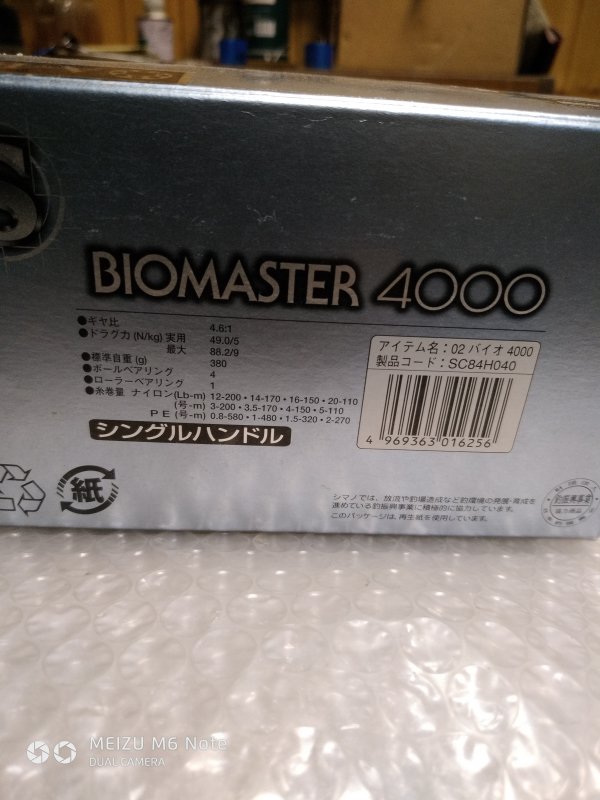 BIOMASTER 4000
●ギヤ比 4.6:1
●ドラグ力(N/kg) 実用 49.0/5
最大 88.2/9
●標準自重(g) 380
●ボールベアリング 4
●ローラーベアリング 1
●糸巻量 ナイロン(Lb-m) 12-200・14-170・16-150・20-110
(号-m) 3-200・3.5-170・4-150・5-110
PE(号-m) 0.8-580・1-480・1.5-320・2-270
シングルハンドル
アイテム名:02 バイオ 4000
製品コード:SC84H040
4 969363 016256
紙
シマノでは、放流や釣場造成など釣環境の発展・育成を
進めている釣振興事業に積極的に協力しています。
このパッケージは、再生紙を使用しています。
MEIZU M6 Note
DUAL CAMERA